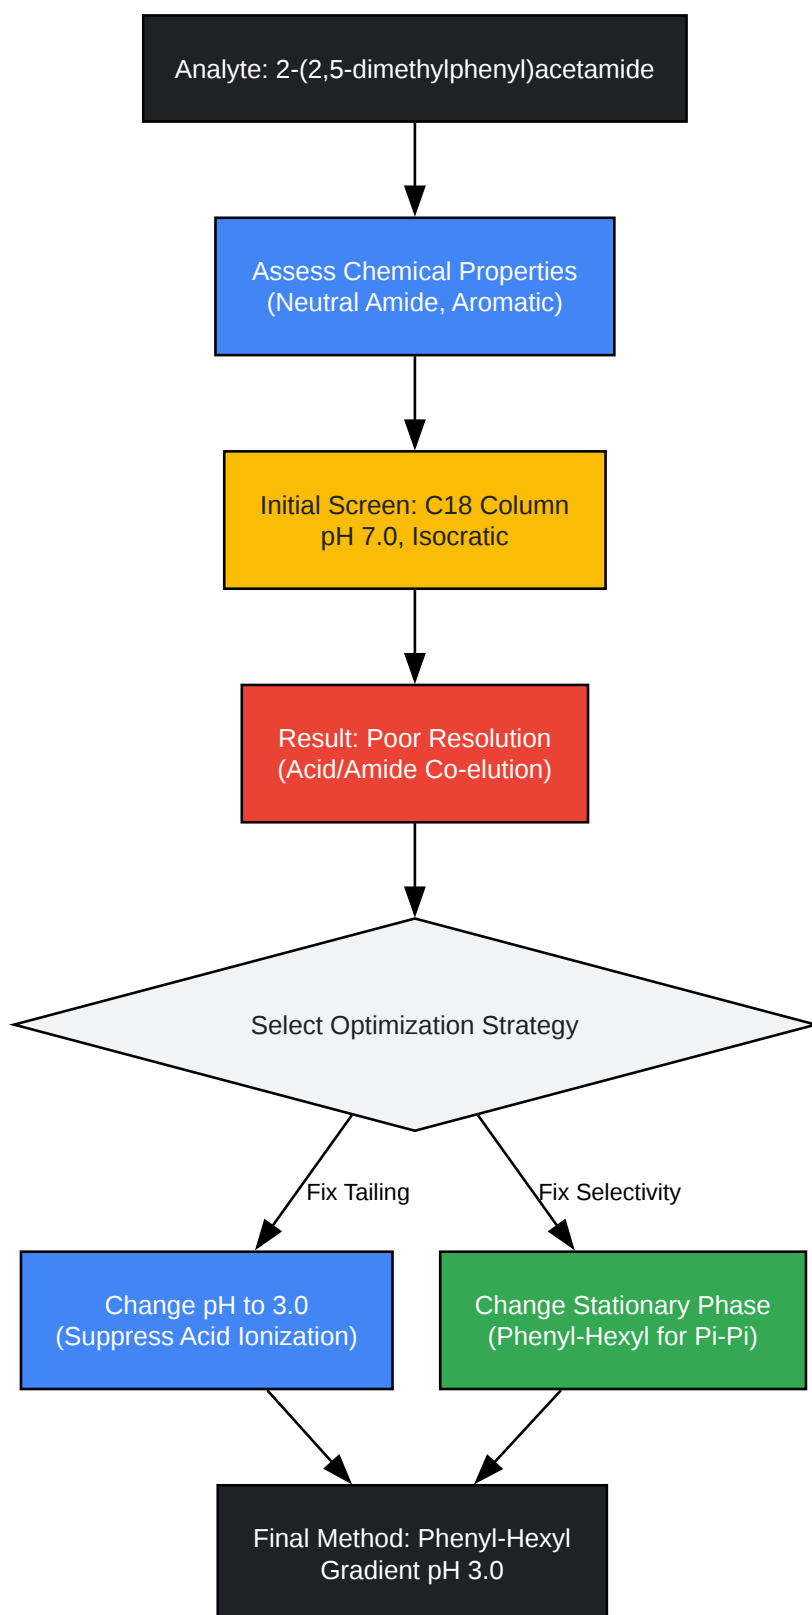 Analyte: 2-(2,5-dimethylphenyl)acetamide
Assess Chemical Properties
(Neutral Amide, Aromatic)
Initial Screen: C18 Column
pH 7.0, Isocratic
Result: Poor Resolution
(Acid/Amide Co-elution)
Select Optimization Strategy
Fix Tailing
Fix Selectivity
Change pH to 3.0
(Suppress Acid Ionization)
Change Stationary Phase
(Phenyl-Hexyl for Pi-Pi)
Final Method: Phenyl-Hexyl
Gradient pH 3.0